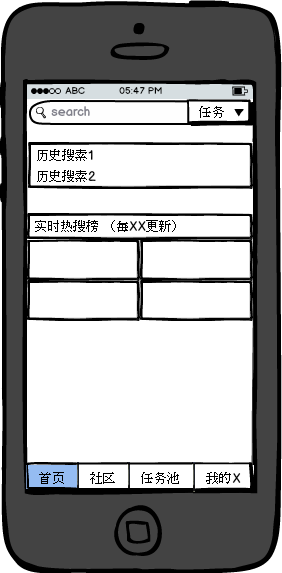 ABC 05:47 PM
search 任务
历史搜索1
历史搜索2
实时热搜榜 （每XX更新）
首页 社区 任务池 我的X